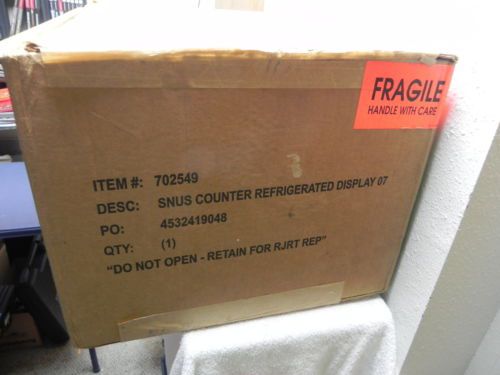 FRAGILE
HANDLE WITH CARE
ITEM #: 702549
DESC: SNUS COUNTER REFRIGERATED DISPLAY 07
PO: 4532419048
QTY: (1)
"DO NOT OPEN - RETAIN FOR RJRT REP"